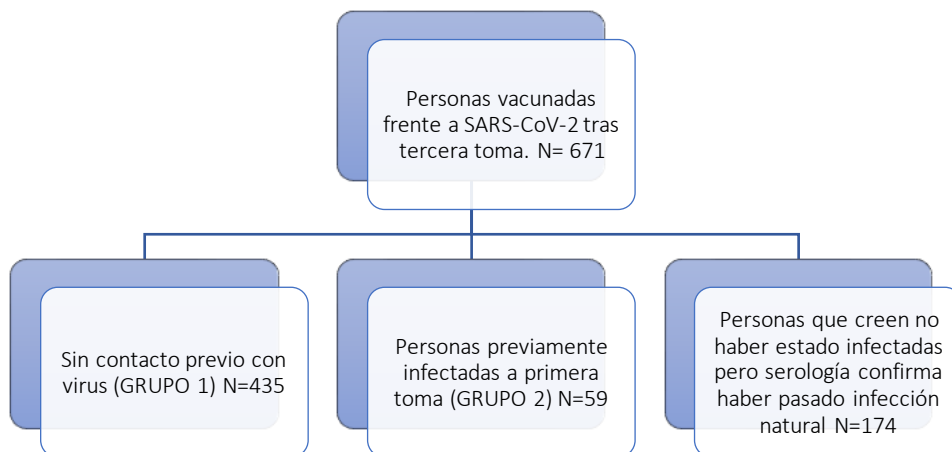 Personas vacunadas
frente a SARS-CoV-2 tras
tercera toma. N= 671
Sin contacto previo con
virus (GRUPO 1) N=435
Personas previamente
infectadas a primera
toma (GRUPO 2) N=59
Personas que creen no
haber estado infectadas
pero serología confirma
haber pasado infección
natural N=174